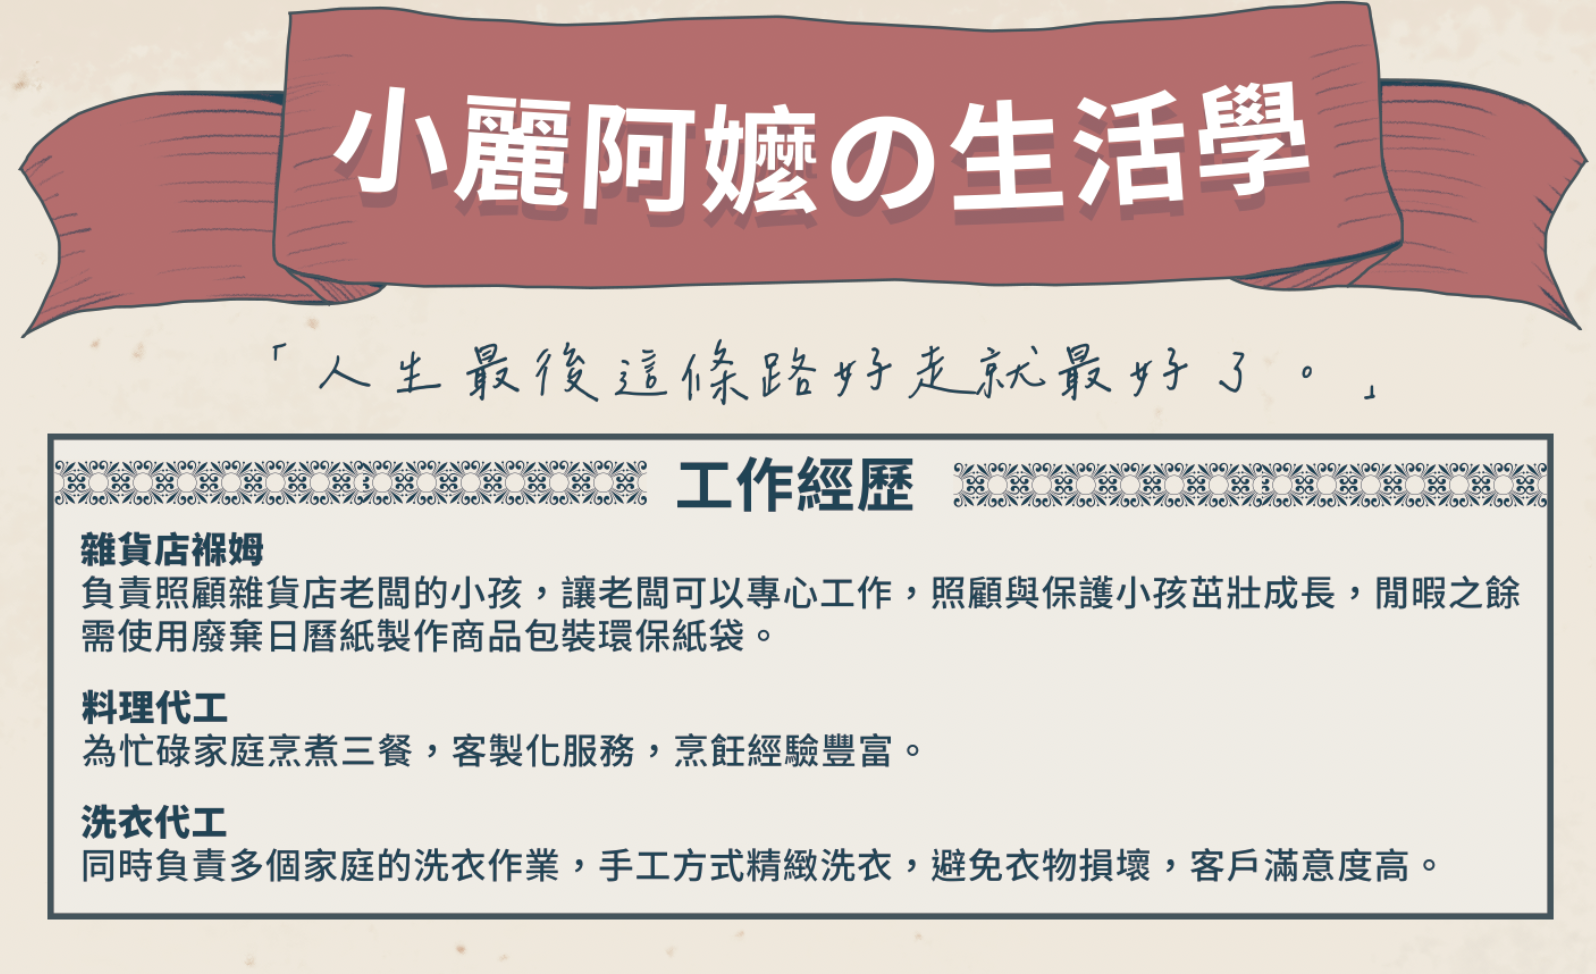 小麗阿嬤の生活學
「人生最後這條路好走就最好了。」
工作經歷
雜貨店褓姆
負責照顧雜貨店老闆的小孩，讓老闆可以專心工作，照顧與保護小孩茁壯成長，閒暇之餘
需使用廢棄日曆紙製作商品包裝環保紙袋。
料理代工
為忙碌家庭烹煮三餐，客製化服務，烹飪經驗豐富。
洗衣代工
同時負責多個家庭的洗衣作業，手工方式精緻洗衣，避免衣物損壞，客戶滿意度高。